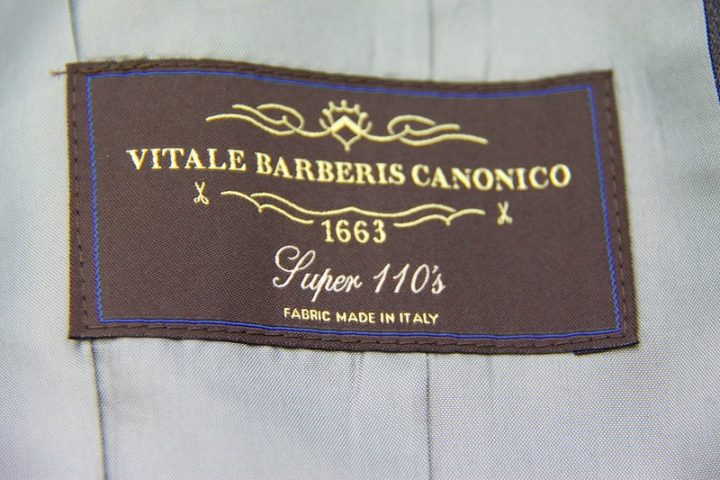 VITALE BARBERIS CANONICO
1663
Super 110's
FABRIC MADE IN ITALY